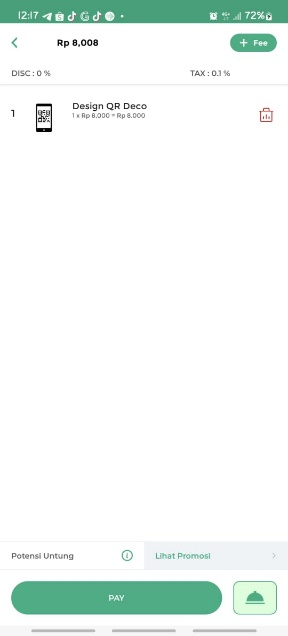 12:17
72%
Rp 8,008
+ Fee
DISC : 0 %
TAX : 0.1 %
1
Design QR Deco
1 x Rp 8,000 = Rp 8,000
Potensi Untung
Lihat Promosi
PAY